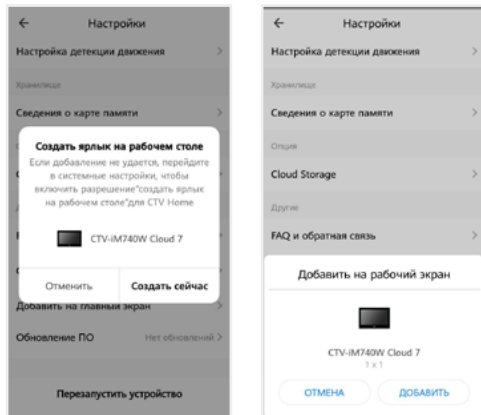 Настройки
Настройка детекции движения
Хранилище
Сведения о карте памяти
Создать ярлык на рабочем столе
Если добавление не удается, перейдите
в системные настройки, чтобы
включить разрешение"создать ярлык
на рабочем столе"для CTV Home
CTV-iM740W Cloud 7
Отменить
Создать сейчас
Добавить на главный экран
Обновление ПО
Нет обновлений
Перезапустить устройство
Настройки
Настройка детекции движения
Хранилище
Сведения о карте памяти
Опция
Cloud Storage
Другие
FAQ и обратная связь
Добавить на рабочий экран
CTV-iM740W Cloud 7
1 x 1
ОТМЕНА
ДОБАВИТЬ